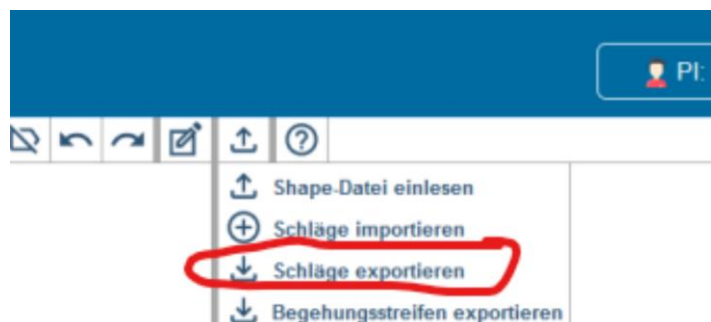 PI:
Shape-Datei einlesen
Schläge importieren
Schläge exportieren
Begehungsstreifen exportieren